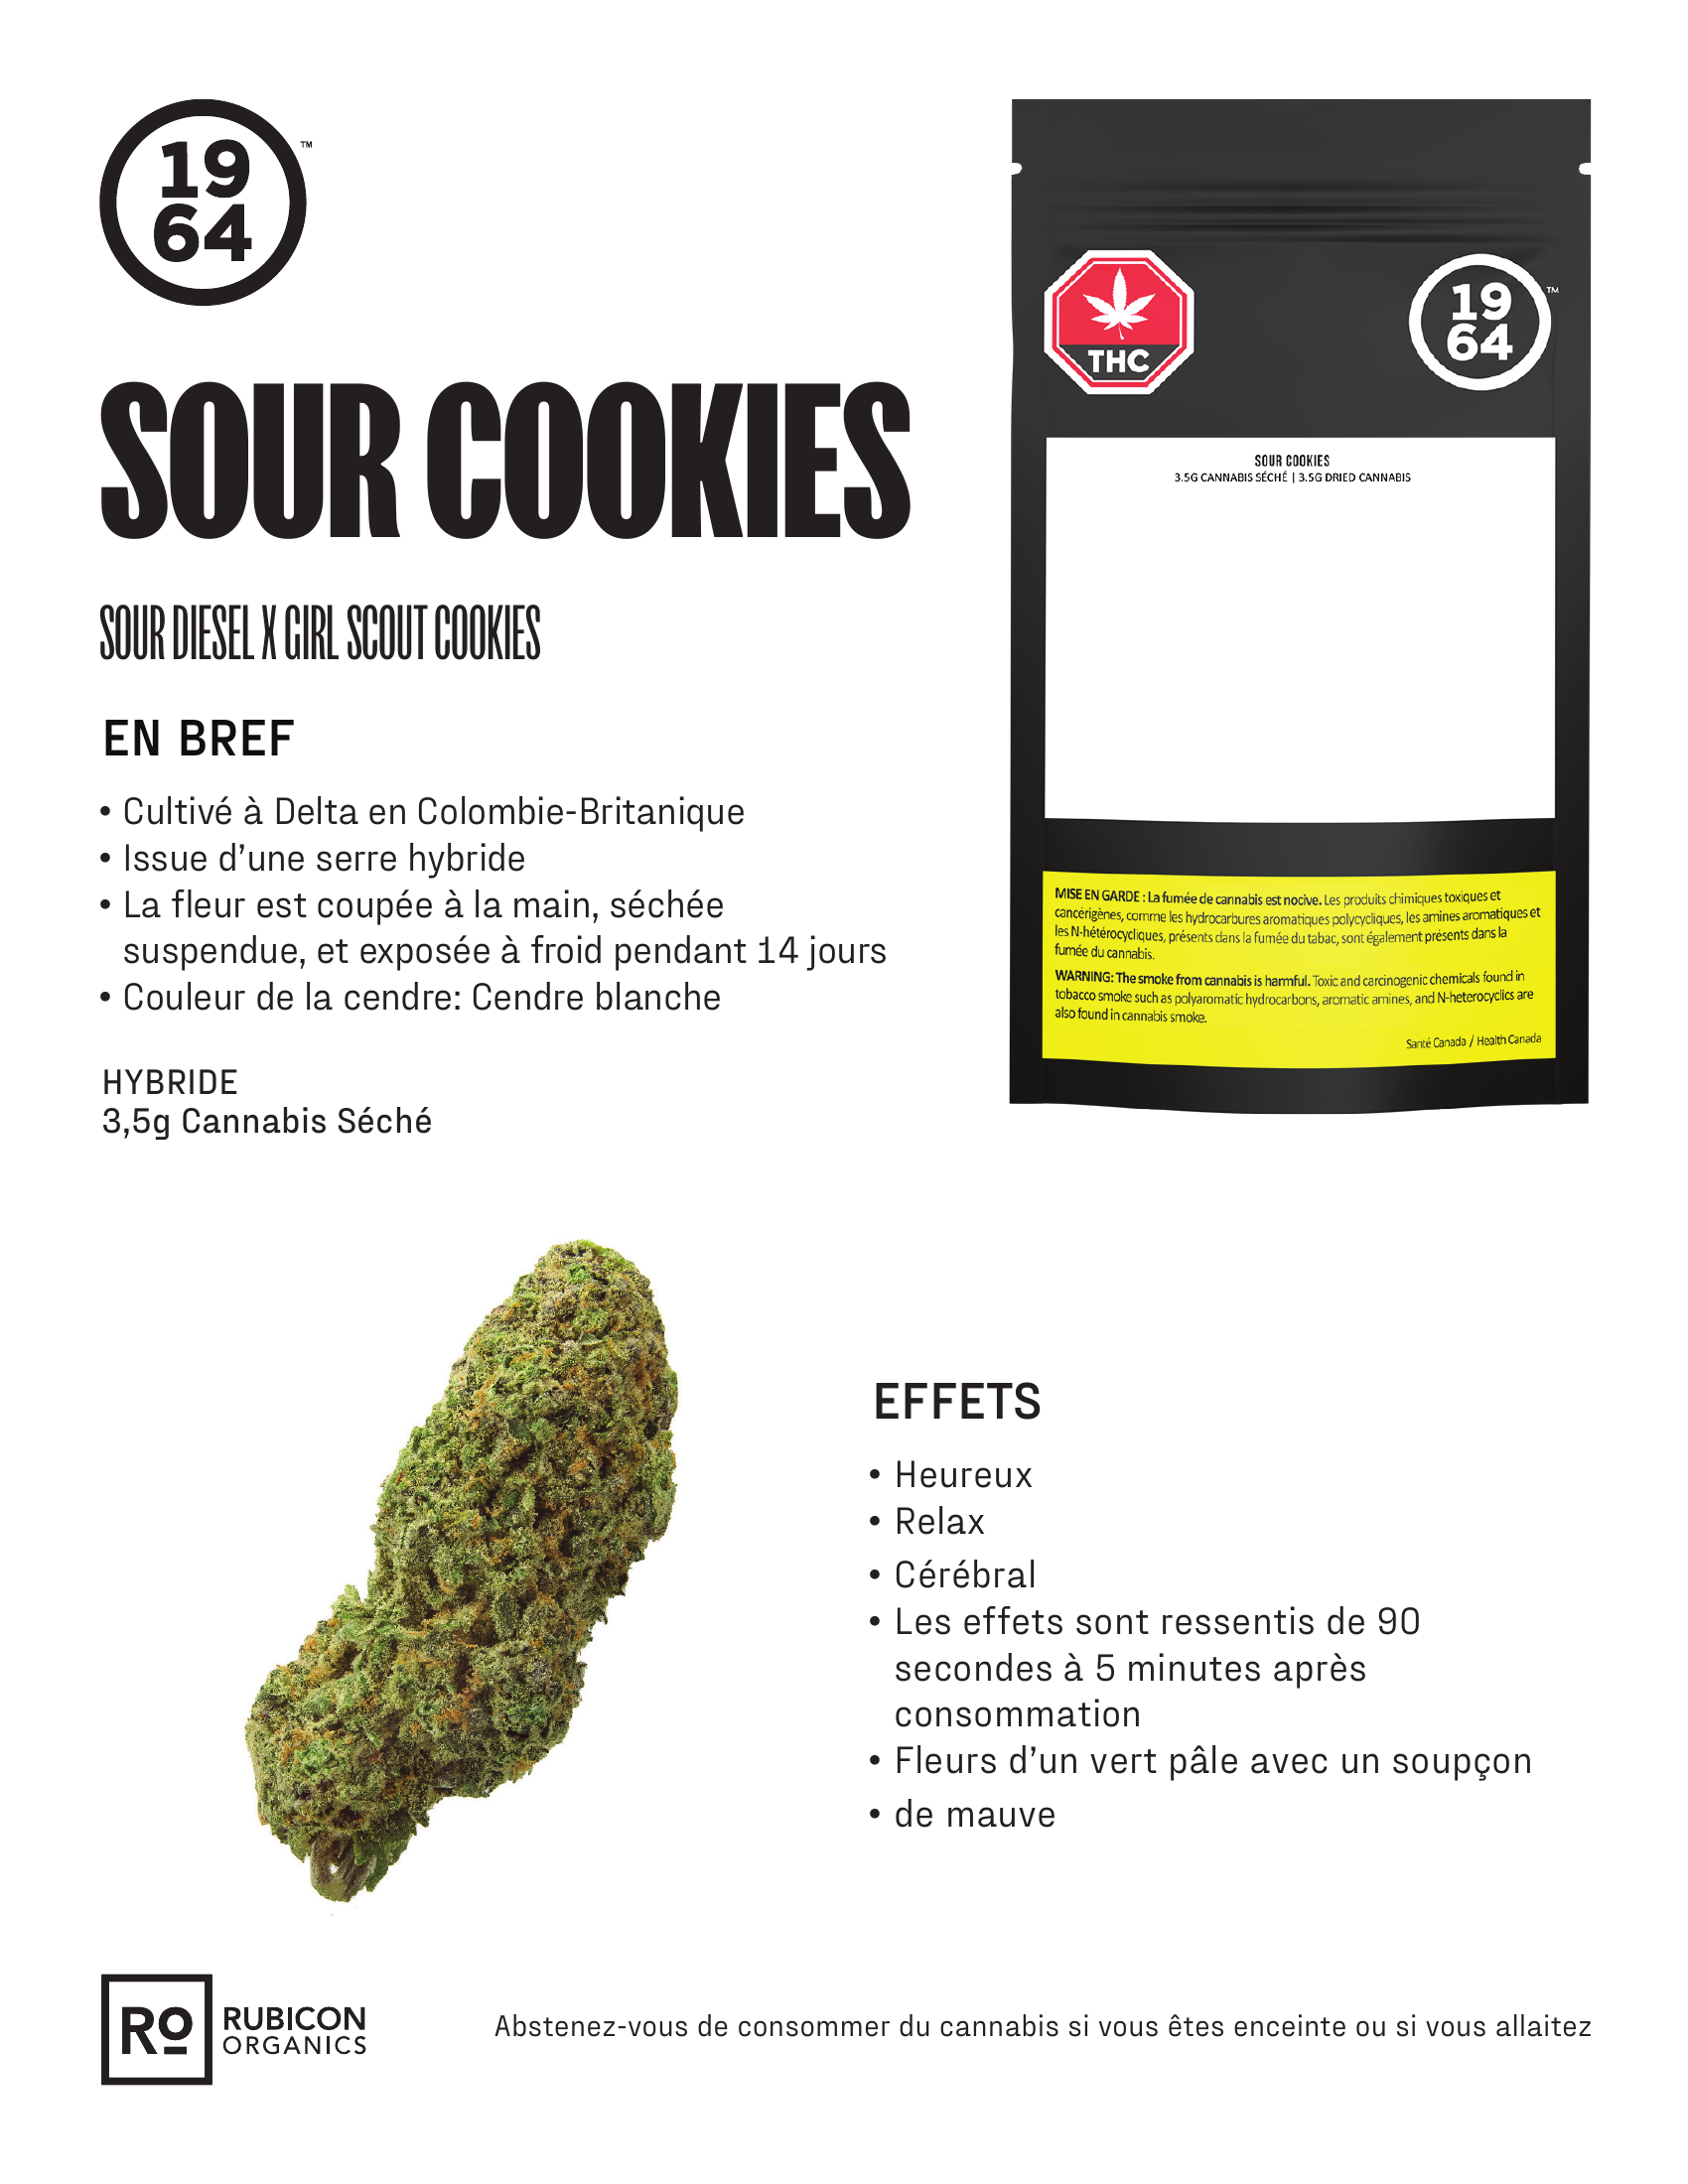 19
64
™
SOUR COOKIES
SOUR DIESEL X GIRL SCOUT COOKIES
EN BREF
• Cultivé à Delta en Colombie-Britanique
• Issue d’une serre hybride
• La fleur est coupée à la main, séchée
suspendue, et exposée à froid pendant 14 jours
• Couleur de la cendre: Cendre blanche
HYBRIDE
3,5g Cannabis Séché
THC
19
64
™
SOUR COOKIES
3.5G CANNABIS SÉCHÉ | 3.5G DRIED CANNABIS
MISE EN GARDE : La fumée de cannabis est nocive. Les produits chimiques toxiques et
cancérigènes, comme les hydrocarbures aromatiques polycycliques, les amines aromatiques et
les N-hétérocycliques, présents dans la fumée du tabac, sont également présents dans la
fumée du cannabis.
WARNING: The smoke from cannabis is harmful. Toxic and carcinogenic chemicals found in
tobacco smoke such as polyaromatic hydrocarbons, aromatic amines, and N-heterocyclics are
also found in cannabis smoke.
Santé Canada / Health Canada
EFFETS
• Heureux
• Relax
• Cérébral
• Les effets sont ressentis de 90
secondes à 5 minutes après
consommation
• Fleurs d’un vert pâle avec un soupçon
• de mauve
Ro
RUBICON
ORGANICS
Abstenez-vous de consommer du cannabis si vous êtes enceinte ou si vous allaitez